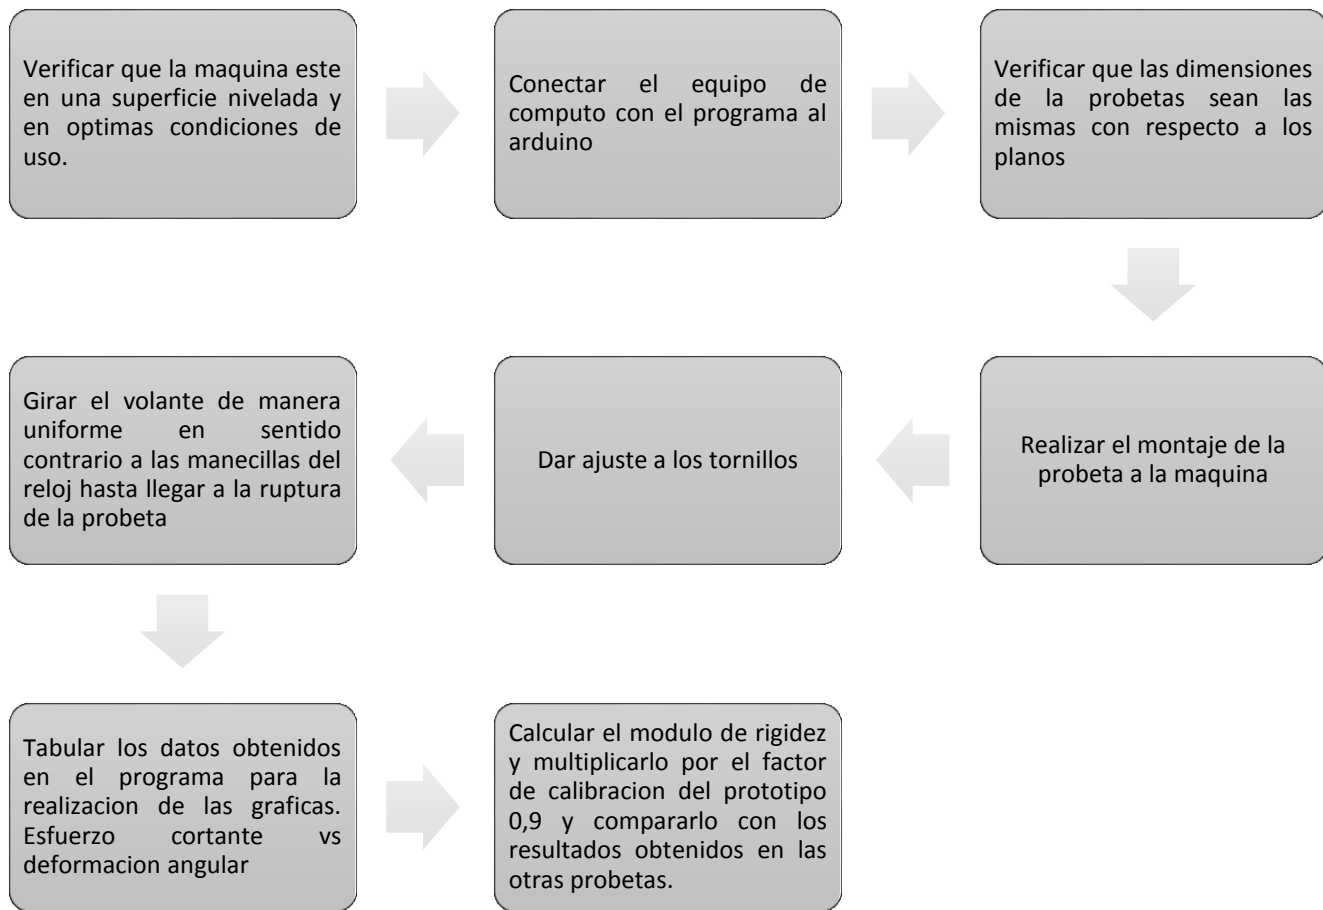 Verificar que la maquina este
en una superficie nivelada y
en optimas condiciones de
uso.
Conectar el equipo de
computo con el programa al
arduino
Verificar que las dimensiones
de la probetas sean las
mismas con respecto a los
planos
Realizar el montaje de la
probeta a la maquina
Dar ajuste a los tornillos
Girar el volante de manera
uniforme en sentido
contrario a las manecillas del
reloj hasta llegar a la ruptura
de la probeta
Tabular los datos obtenidos
en el programa para la
realizacion de las graficas.
Esfuerzo cortante vs
deformacion angular
Calcular el modulo de rigidez
y multiplicarlo por el factor
de calibracion del prototipo
0,9 y compararlo con los
resultados obtenidos en las
otras probetas.